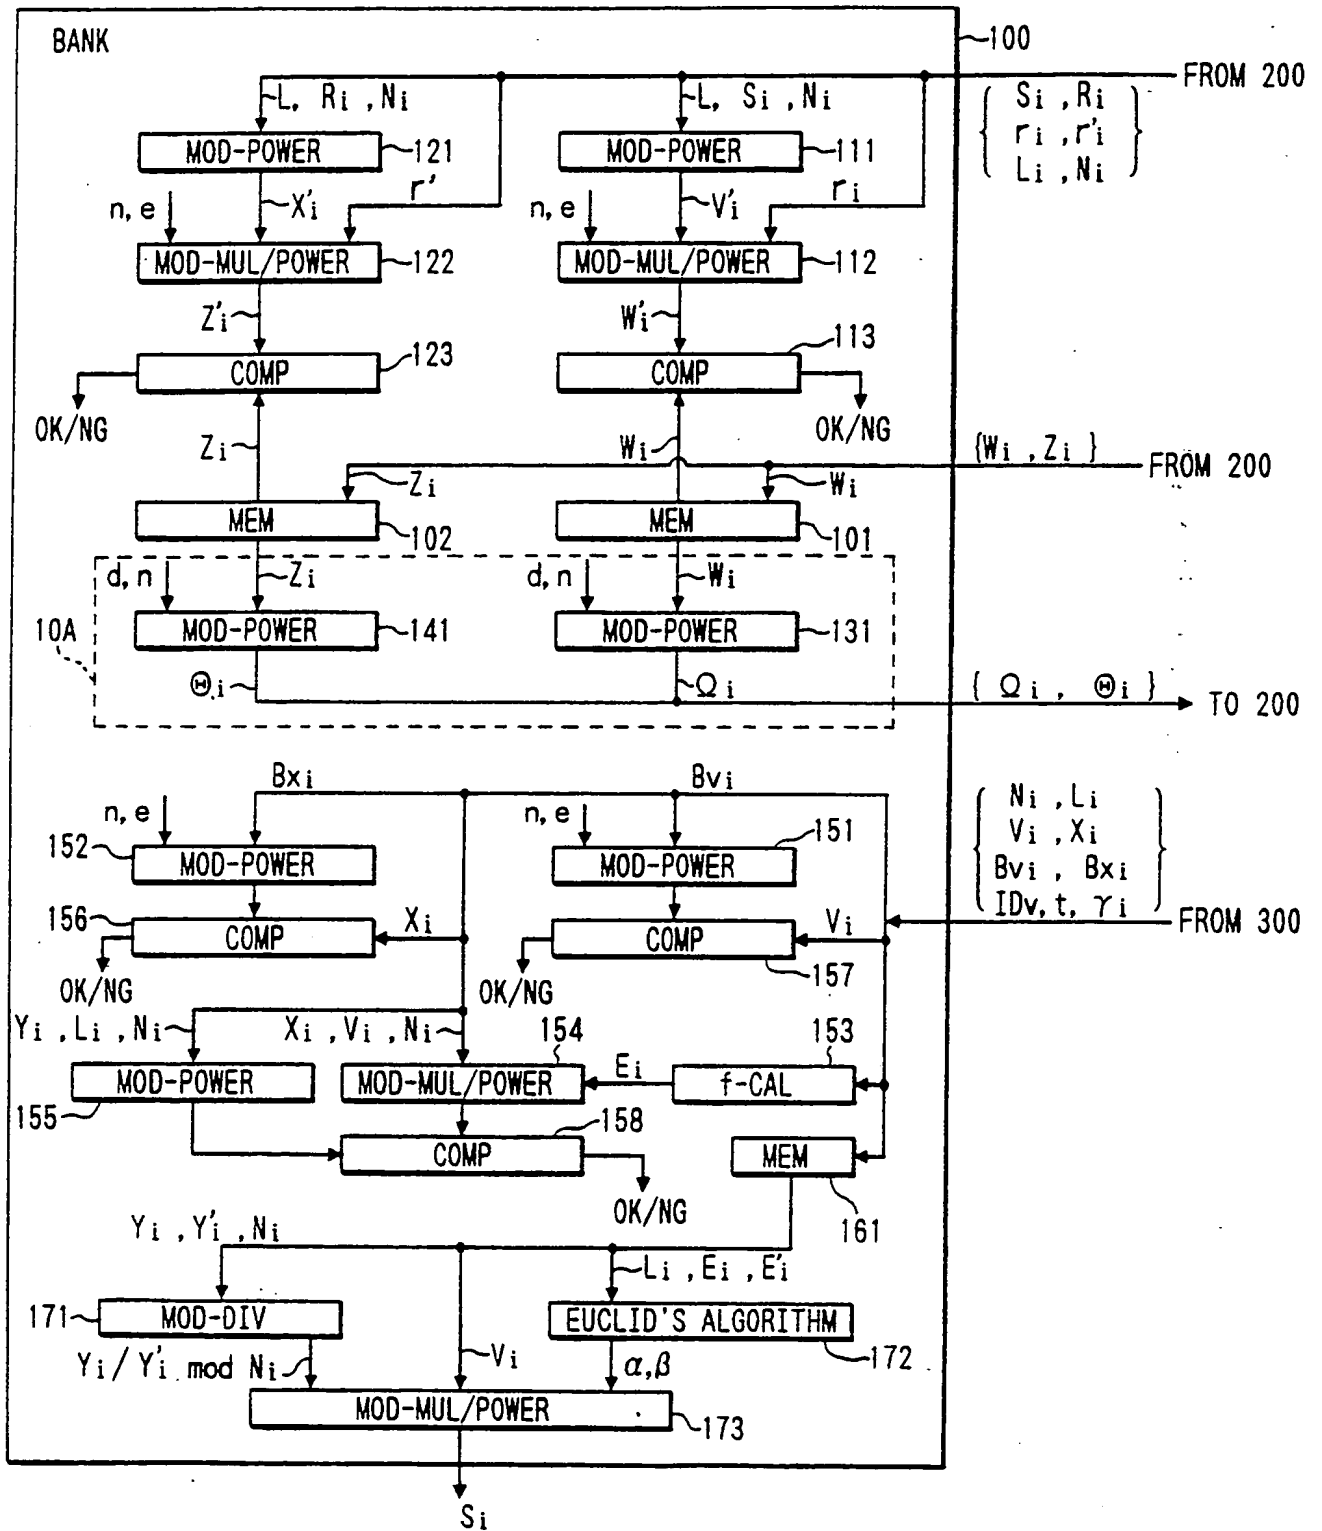 BANK
100
FROM 200
L, Ri , Ni
L, Si , Ni
{ Si , Ri
ri , r'i
Li , Ni }
MOD-POWER 121
MOD-POWER 111
n, e
X'i
r'
n, e
V'i
ri
MOD-MUL/POWER 122
MOD-MUL/POWER 112
Z'i
W'i
COMP 123
COMP 113
OK/NG
OK/NG
Zi
Wi
{Wi , Zi }
FROM 200
Zi
Wi
MEM 102
MEM 101
d, n
Zi
d, n
Wi
10A
MOD-POWER 141
MOD-POWER 131
Θi
Ωi
{ Ωi , Θi }
TO 200
Bxi
Bvi
n, e
n, e
{ Ni , Li
Vi , Xi
Bvi , Bxi
IDv, t, γi }
FROM 300
152
MOD-POWER
151
MOD-POWER
156
COMP
Xi
COMP
Vi
157
OK/NG
OK/NG
Yi , Li , Ni
Xi , Vi , Ni
154
153
MOD-POWER
MOD-MUL/POWER
Ei
f-CAL
155
158
COMP
MEM
OK/NG
161
Yi , Y'i , Ni
Li , Ei , E'i
171
MOD-DIV
EUCLID'S ALGORITHM
172
Yi / Y'i mod Ni
Vi
α,β
MOD-MUL/POWER
173
Si